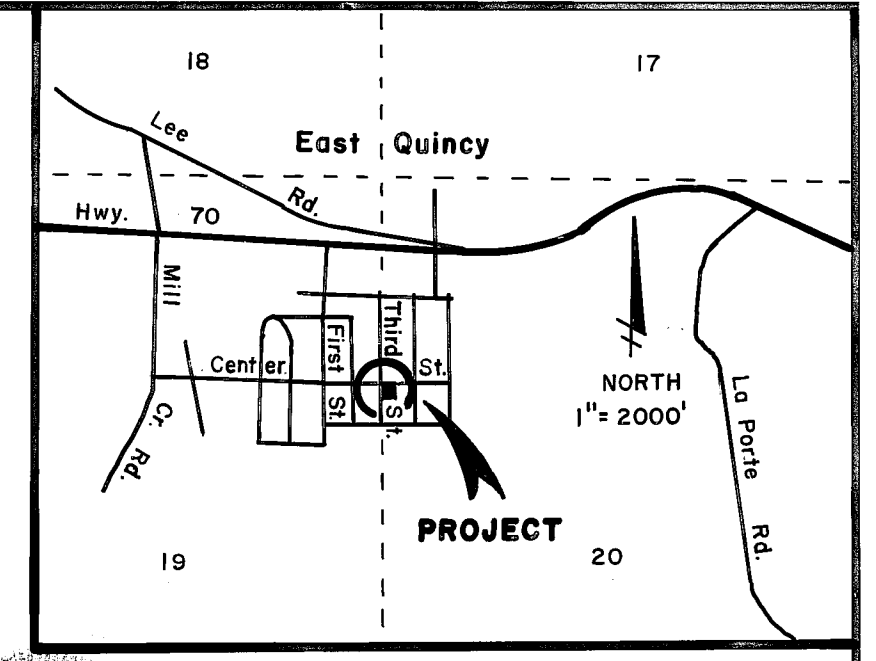 18
17
Lee Rd.
East Quincy
Hwy. 70
Mill Cr. Rd.
First St.
Third St.
Center St.
NORTH
1"= 2000'
La Porte Rd.
PROJECT
19
20